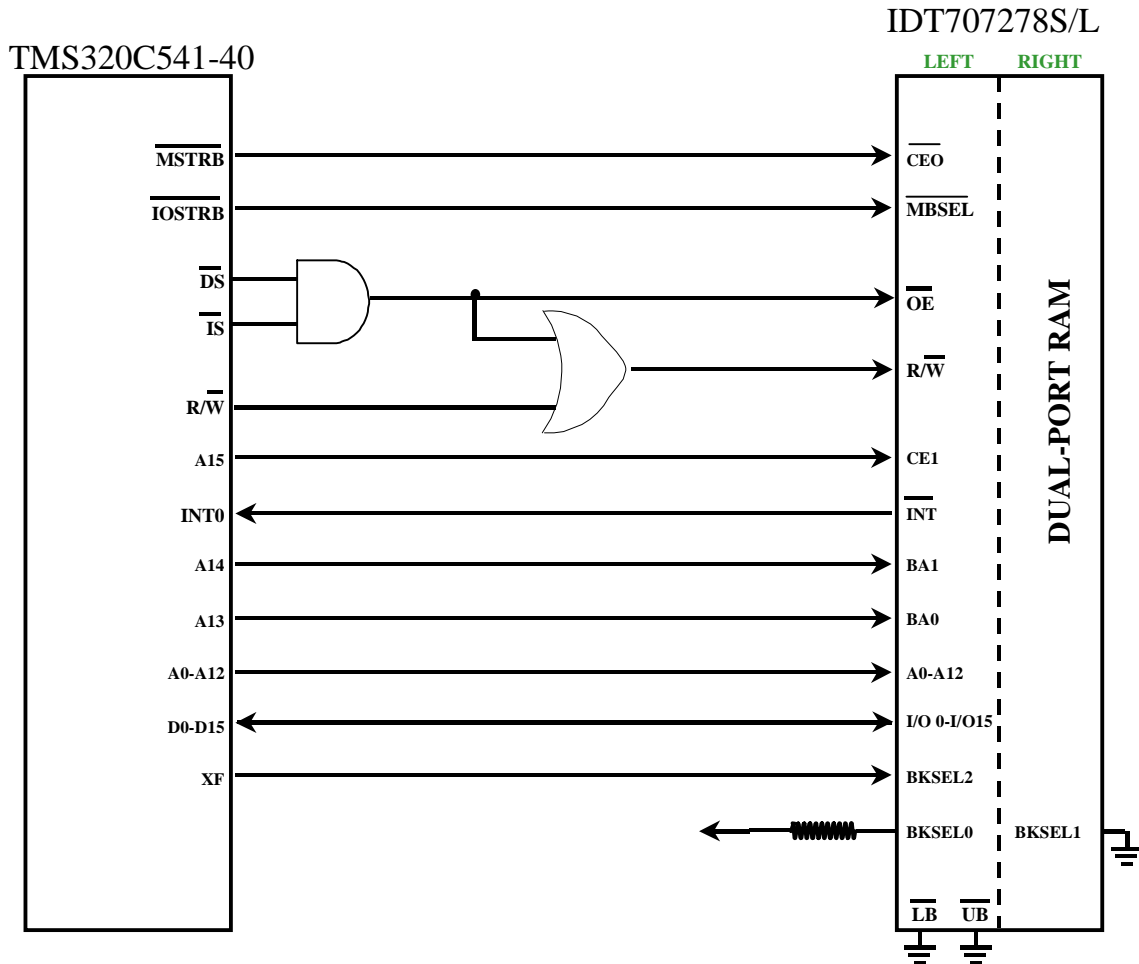 IDT707278S/L
TMS320C541-40
LEFT RIGHT
MSTRB CEO
IOSTRB MBSEL
DS
IS
OE
R/W
R/W
A15 CE1
INT0 INT
A14 BA1
A13 BA0
A0-A12 A0-A12
D0-D15 I/O 0-I/O15
XF BKSEL2
BKSEL0 BKSEL1
LB UB
DUAL-PORT RAM